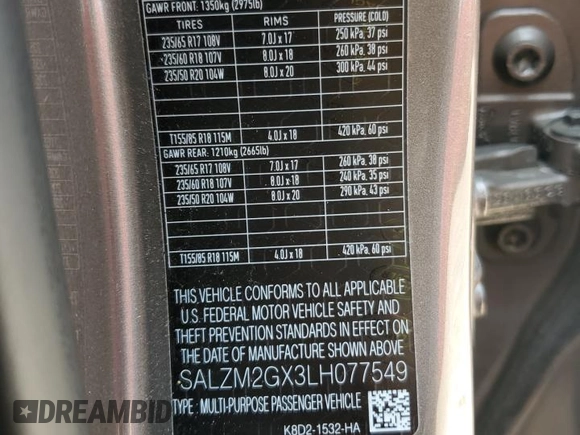 GAWR FRONT: 1350kg (2975lb)
TIRES RIMS PRESSURE (COLD)
235/65 R17 108V 7.0J x 17 250 kPa, 37 psi
235/60 R18 107V 8.0J x 18 260 kPa, 38 psi
235/50 R20 104W 8.0J x 20 300 kPa, 44 psi
T155/85 R18 115M 4.0J x 18 420 kPa, 60 psi
GAWR REAR: 1210kg (2665lb)
235/65 R17 108V 7.0J x 17 260 kPa, 38 psi
235/60 R18 107V 8.0J x 18 240 kPa, 35 psi
235/50 R20 104W 8.0J x 20 290 kPa, 43 psi
T155/85 R18 115M 4.0J x 18 420 kPa, 60 psi
THIS VEHICLE CONFORMS TO ALL APPLICABLE
U.S. FEDERAL MOTOR VEHICLE SAFETY AND
THEFT PREVENTION STANDARDS IN EFFECT ON
THE DATE OF MANUFACTURE SHOWN ABOVE
SALZM2GX3LH077549
TYPE: MULTI-PURPOSE PASSENGER VEHICLE
K8D2-1532-HA
EPICVIN.COM